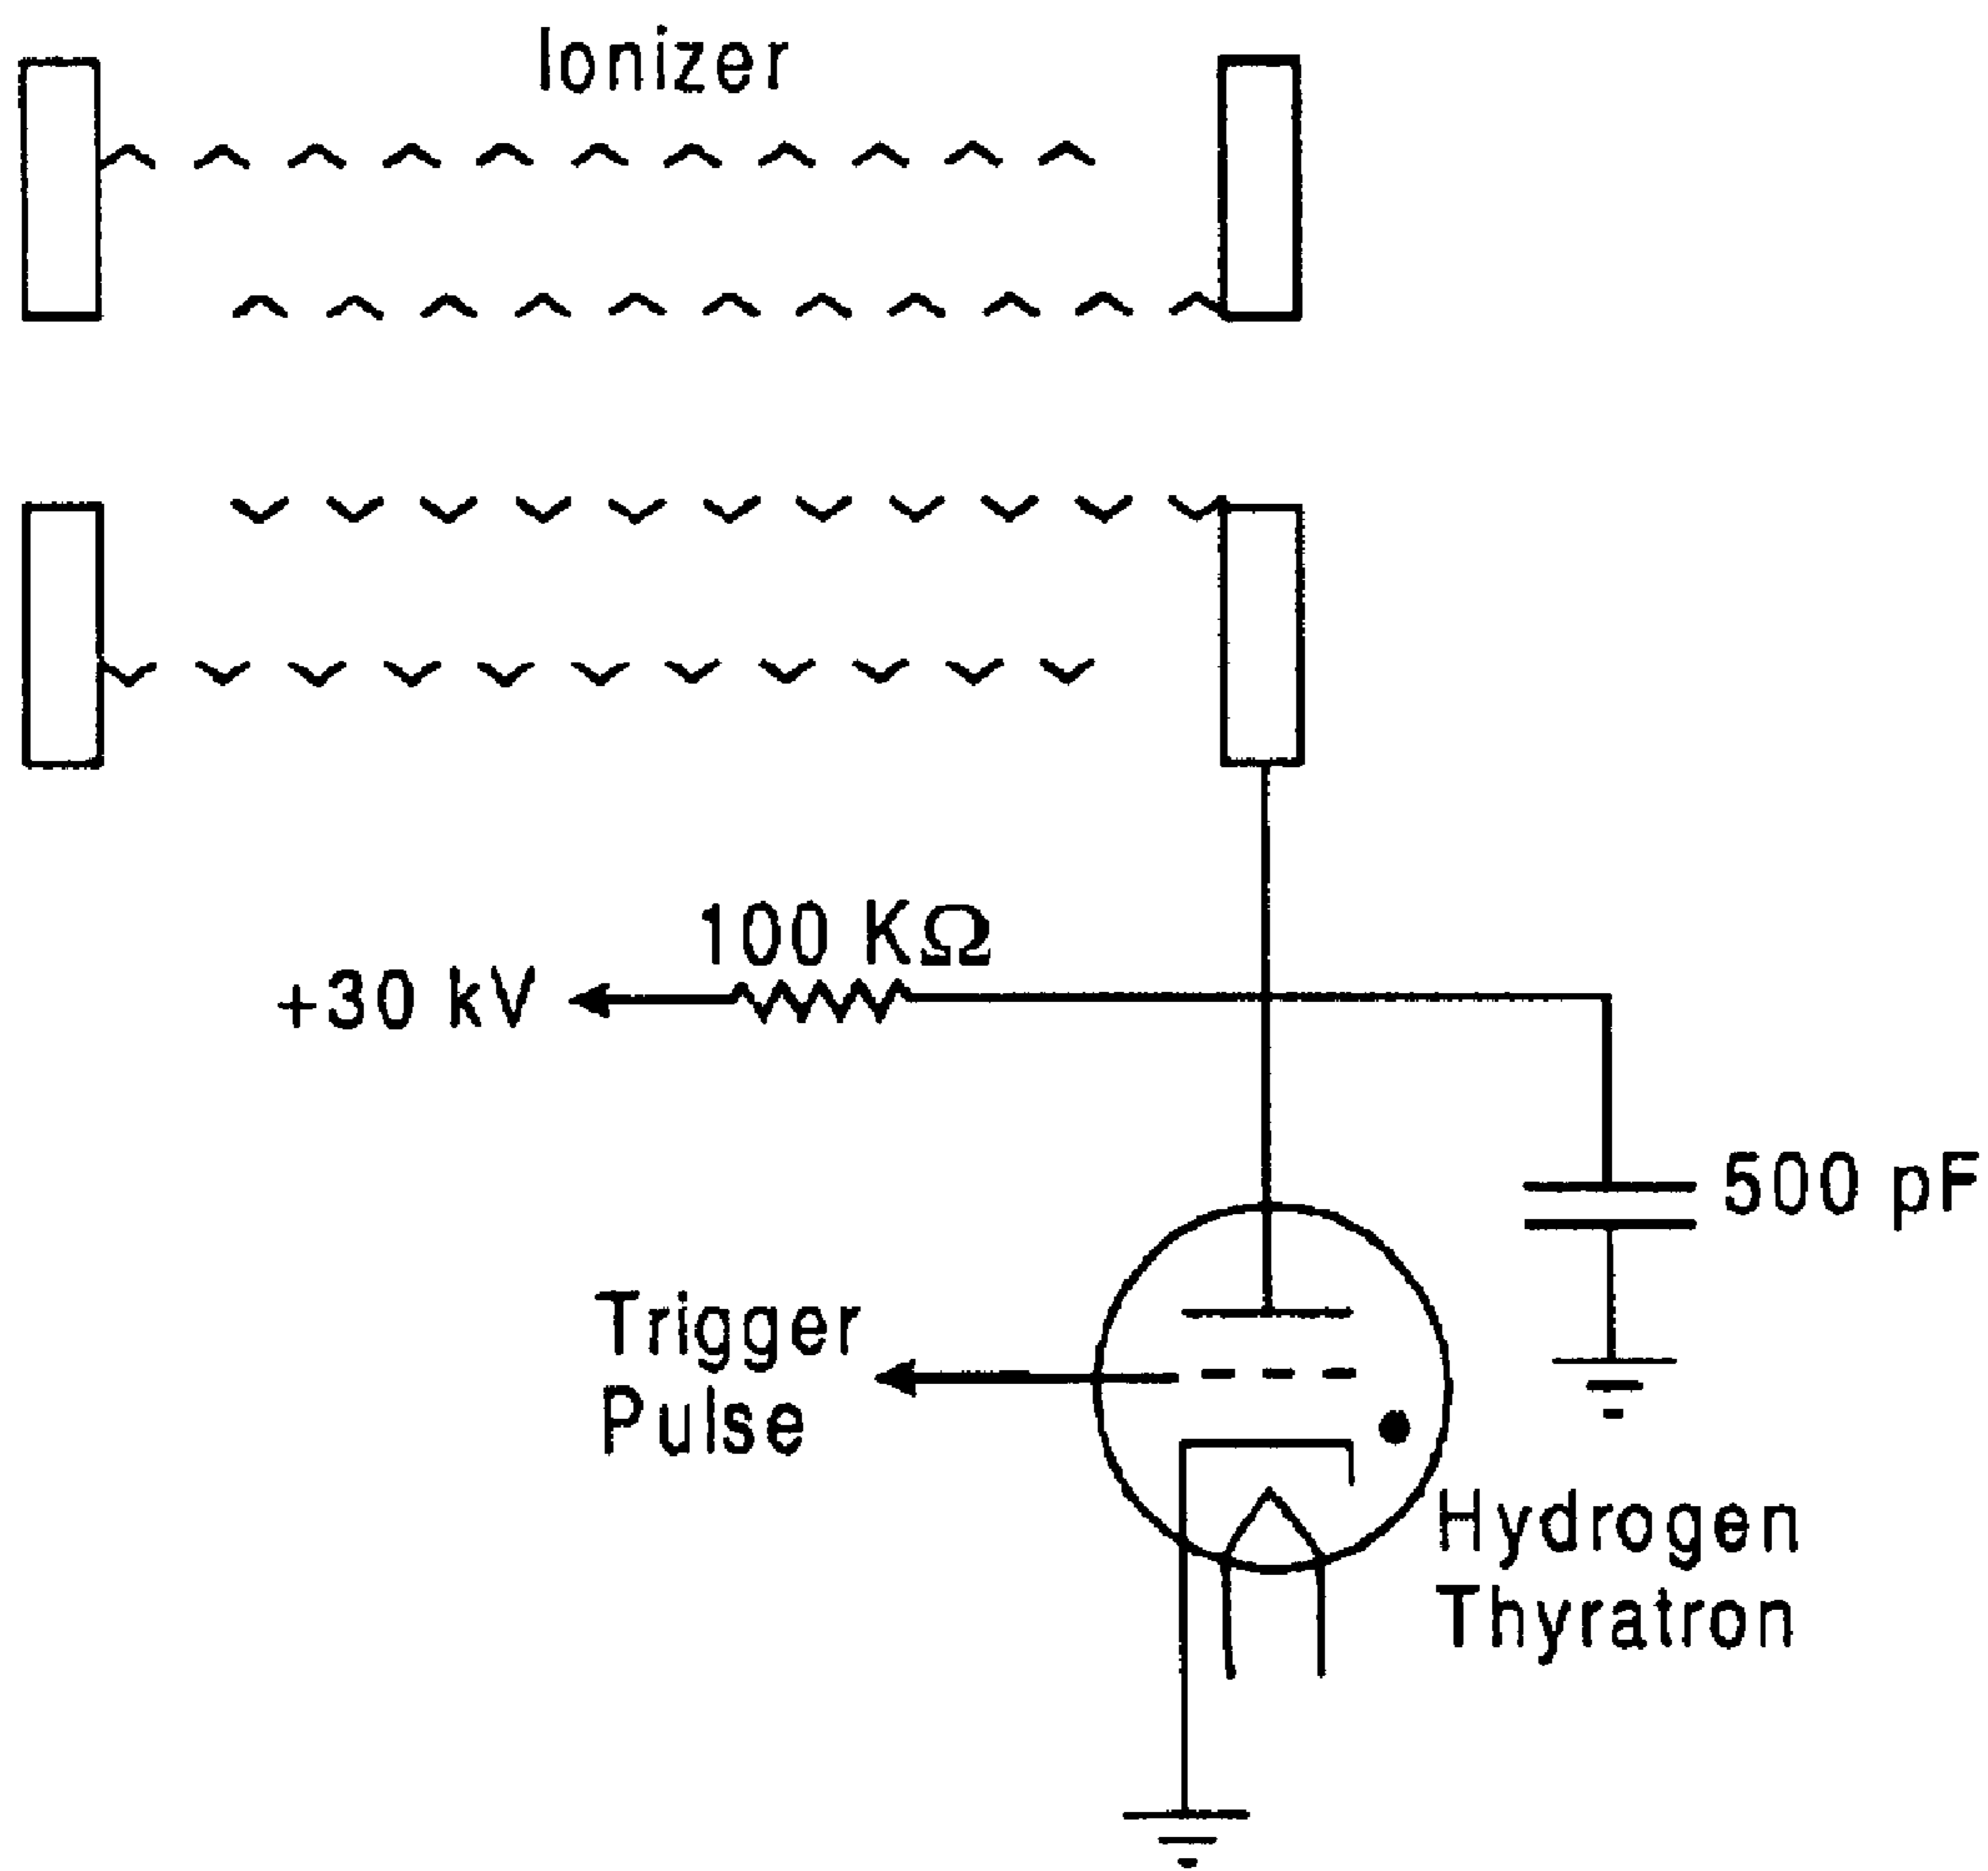 Ionizer
100 KΩ
+30 kV
500 pF
Trigger
Pulse
Hydrogen
Thyratron